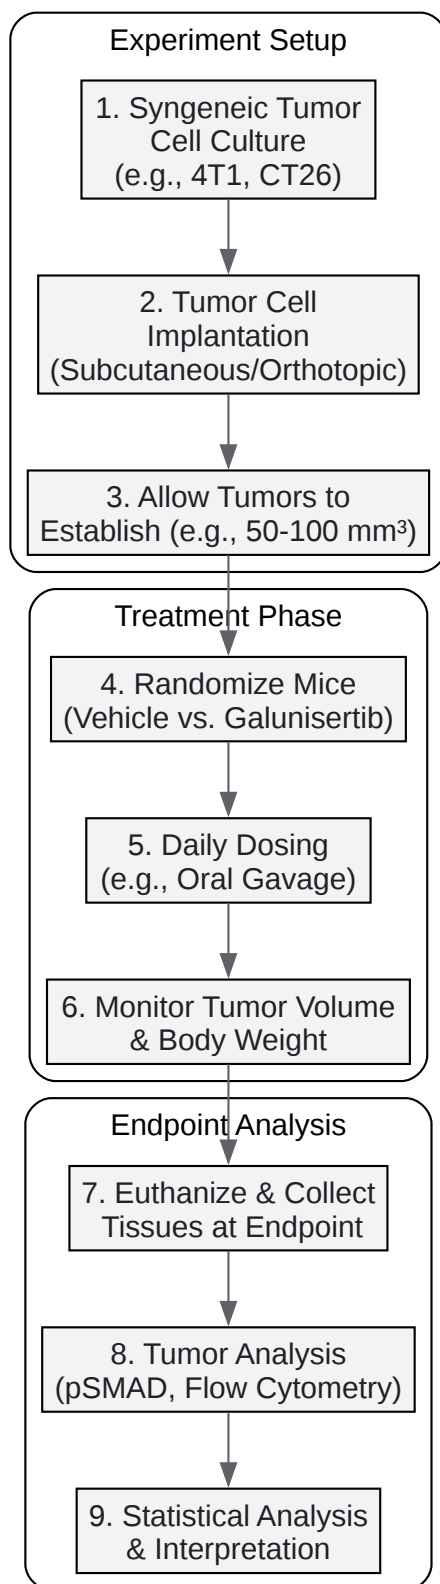 Experiment Setup
1. Syngeneic Tumor
Cell Culture
(e.g., 4T1, CT26)
2. Tumor Cell
Implantation
(Subcutaneous/Orthotopic)
3. Allow Tumors to
Establish (e.g., 50-100 mm³)
Treatment Phase
4. Randomize Mice
(Vehicle vs. Galunisertib)
5. Daily Dosing
(e.g., Oral Gavage)
6. Monitor Tumor Volume
& Body Weight
Endpoint Analysis
7. Euthanize & Collect
Tissues at Endpoint
8. Tumor Analysis
(pSMAD, Flow Cytometry)
9. Statistical Analysis
& Interpretation